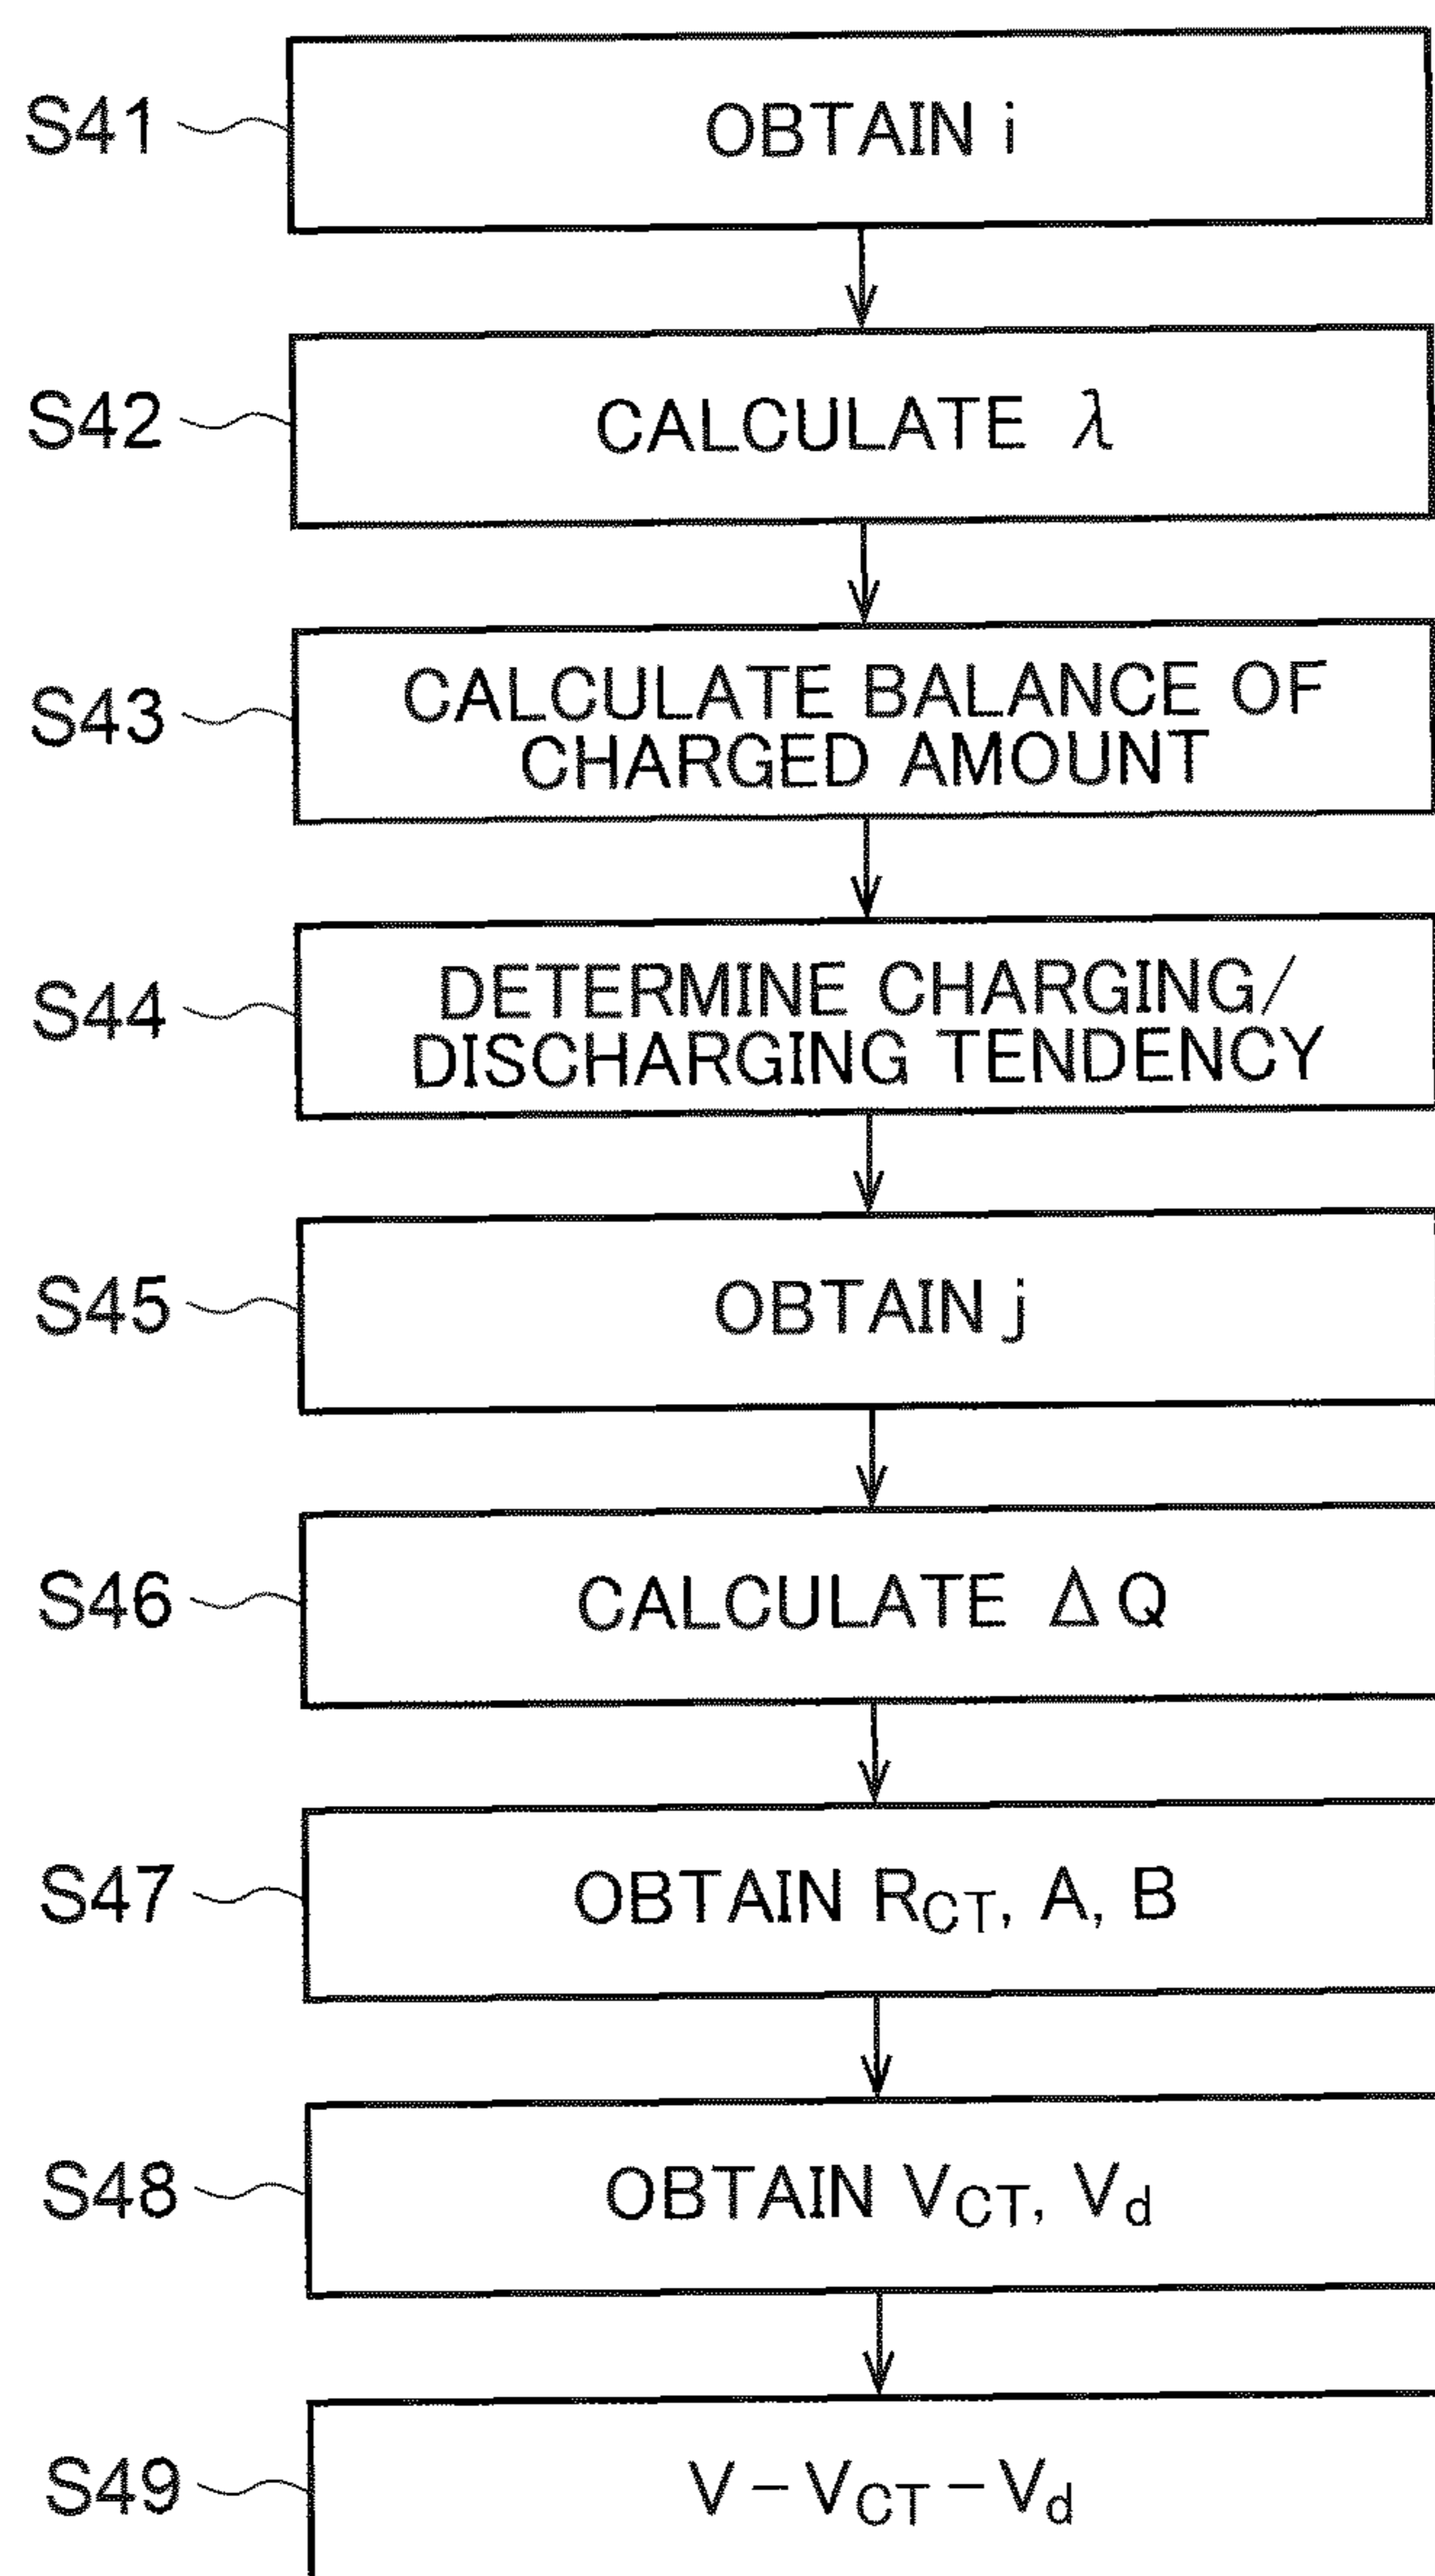 S41 OBTAIN i
S42 CALCULATE λ
S43 CALCULATE BALANCE OF
CHARGED AMOUNT
S44 DETERMINE CHARGING/
DISCHARGING TENDENCY
S45 OBTAIN j
S46 CALCULATE ΔQ
S47 OBTAIN RCT, A, B
S48 OBTAIN VCT, Vd
S49 V-VCT-Vd